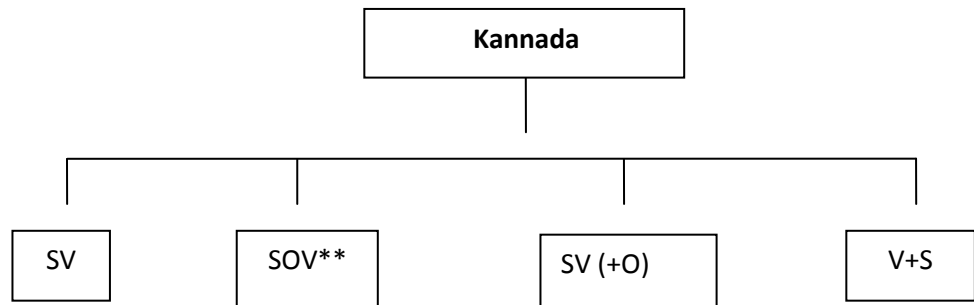 Kannada
SV
SOV**
SV (+O)
V+S